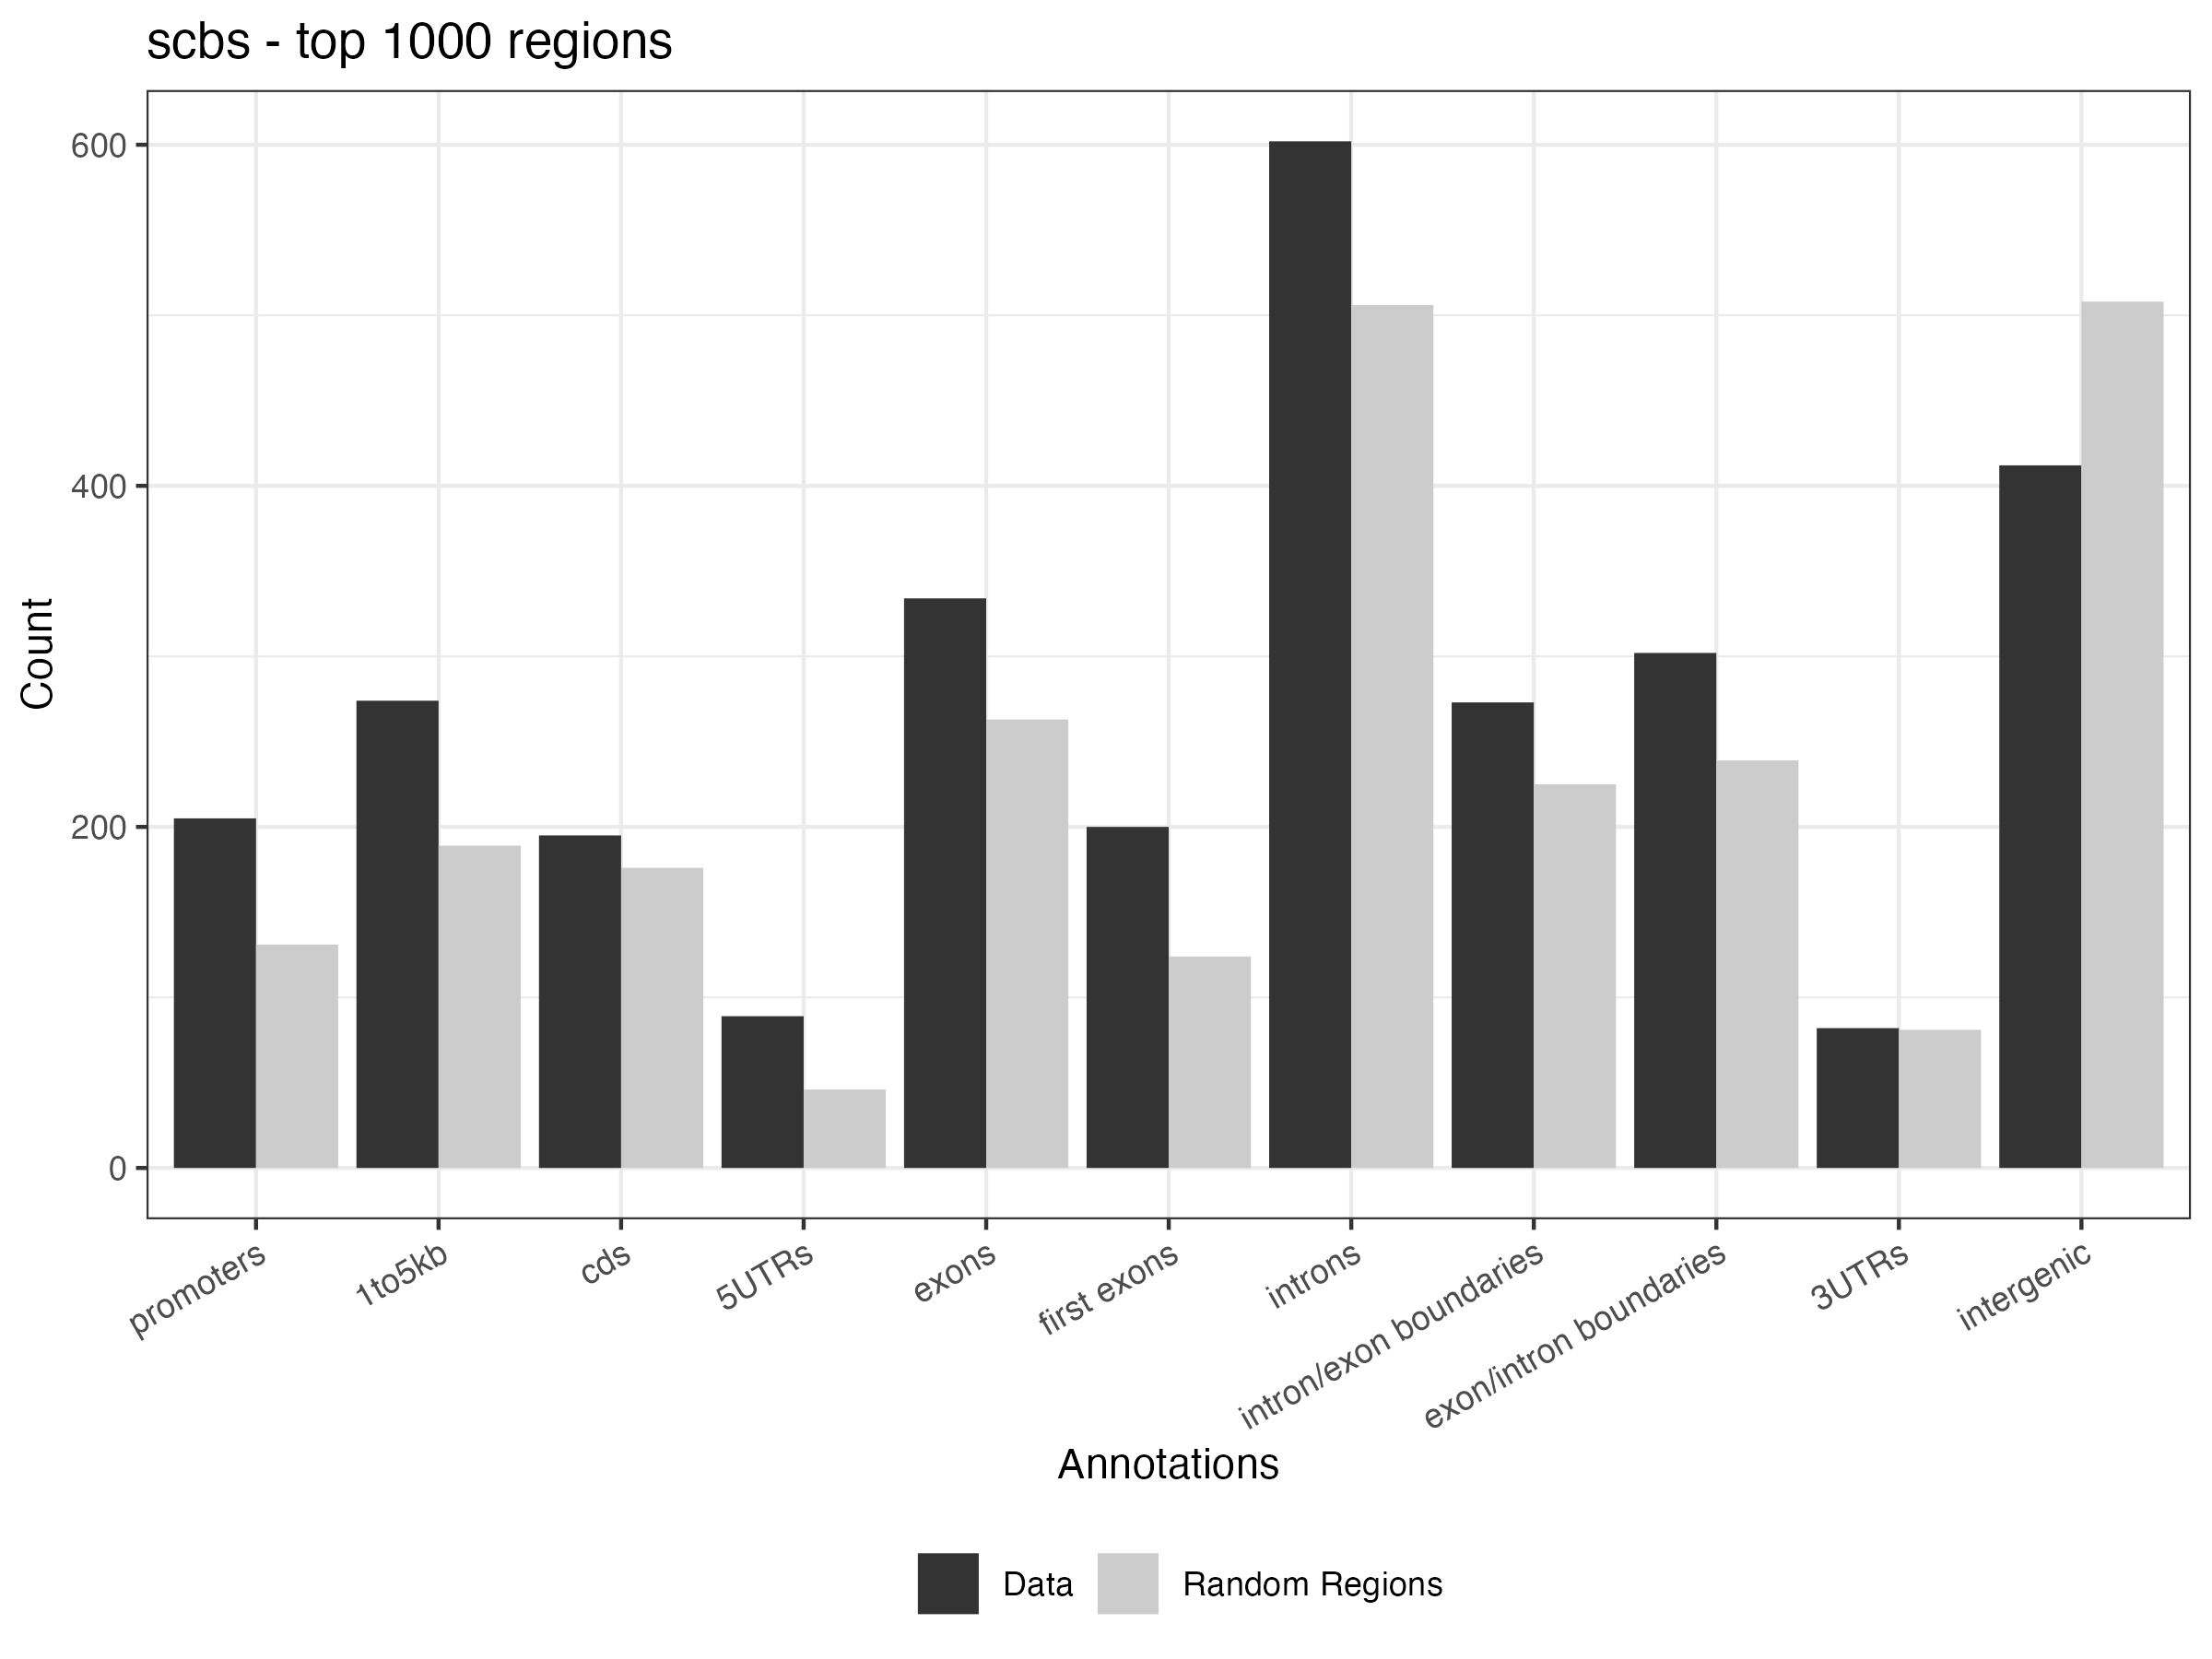 scbs - top 1000 regions
Count
600
400
200
0
promoters
1to5kb
cds
5UTRs
exons
first exons
introns
intron/exon boundaries
exon/intron boundaries
3UTRs
intergenic
Annotations
Data
Random Regions